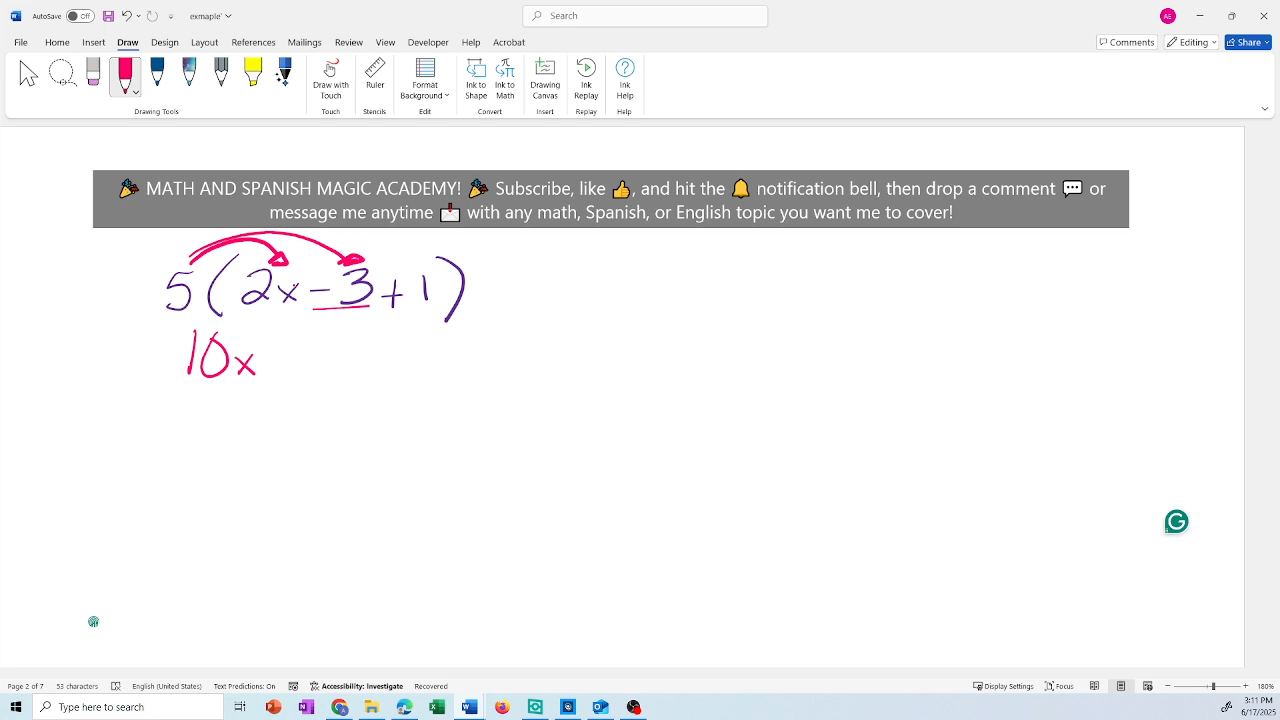 AutoSave Off exmaple' Search AE
File Home Insert Draw Design Layout References Mailings Review View Developer Help Acrobat Comments Editing Share
Draw with Touch Ruler Format Background Ink to Shape Ink to Math Drawing Canvas Ink Replay Ink Help
Drawing Tools Touch Stencils Edit Convert Insert Replay Help
🎉 MATH AND SPANISH MAGIC ACADEMY! 🎉 Subscribe, like 👍, and hit the 🔔 notification bell, then drop a comment 💬 or
message me anytime 📩 with any math, Spanish, or English topic you want me to cover!
5(2x-3+1)
10x
Page 2 of 7 53 characters English (United States) Text Predictions: On Accessibility: Investigate Recovered Display Settings Focus 180%
Type here to search 3:11 PM
6/17/2025